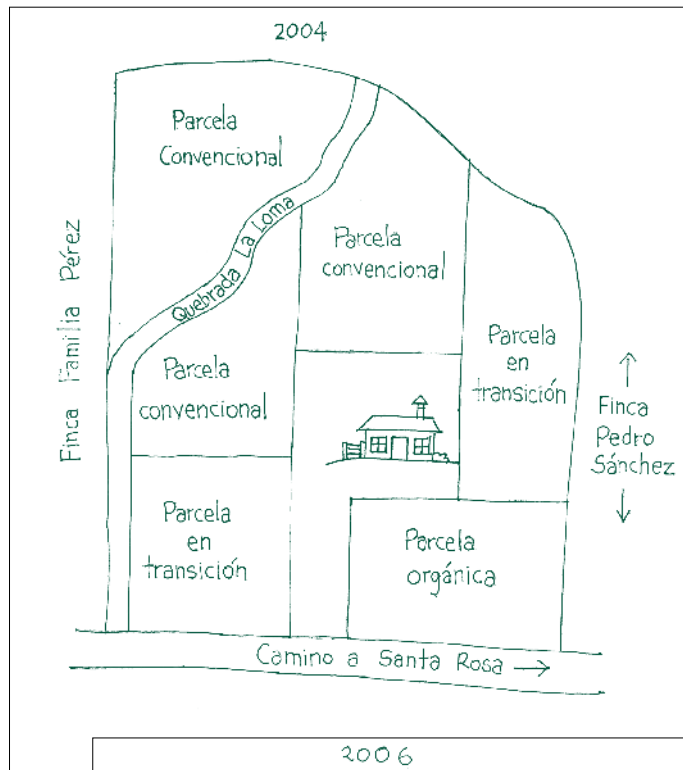 2004
Parcela
Convencional
Quebrada La Loma
Parcela
convencional
Finca Familia Pérez
Parcela
convencional
Parcela
en
transición
Finca
Pedro
Sánchez
Parcela
en
transición
Parcela
orgánica
Camino a Santa Rosa
2006